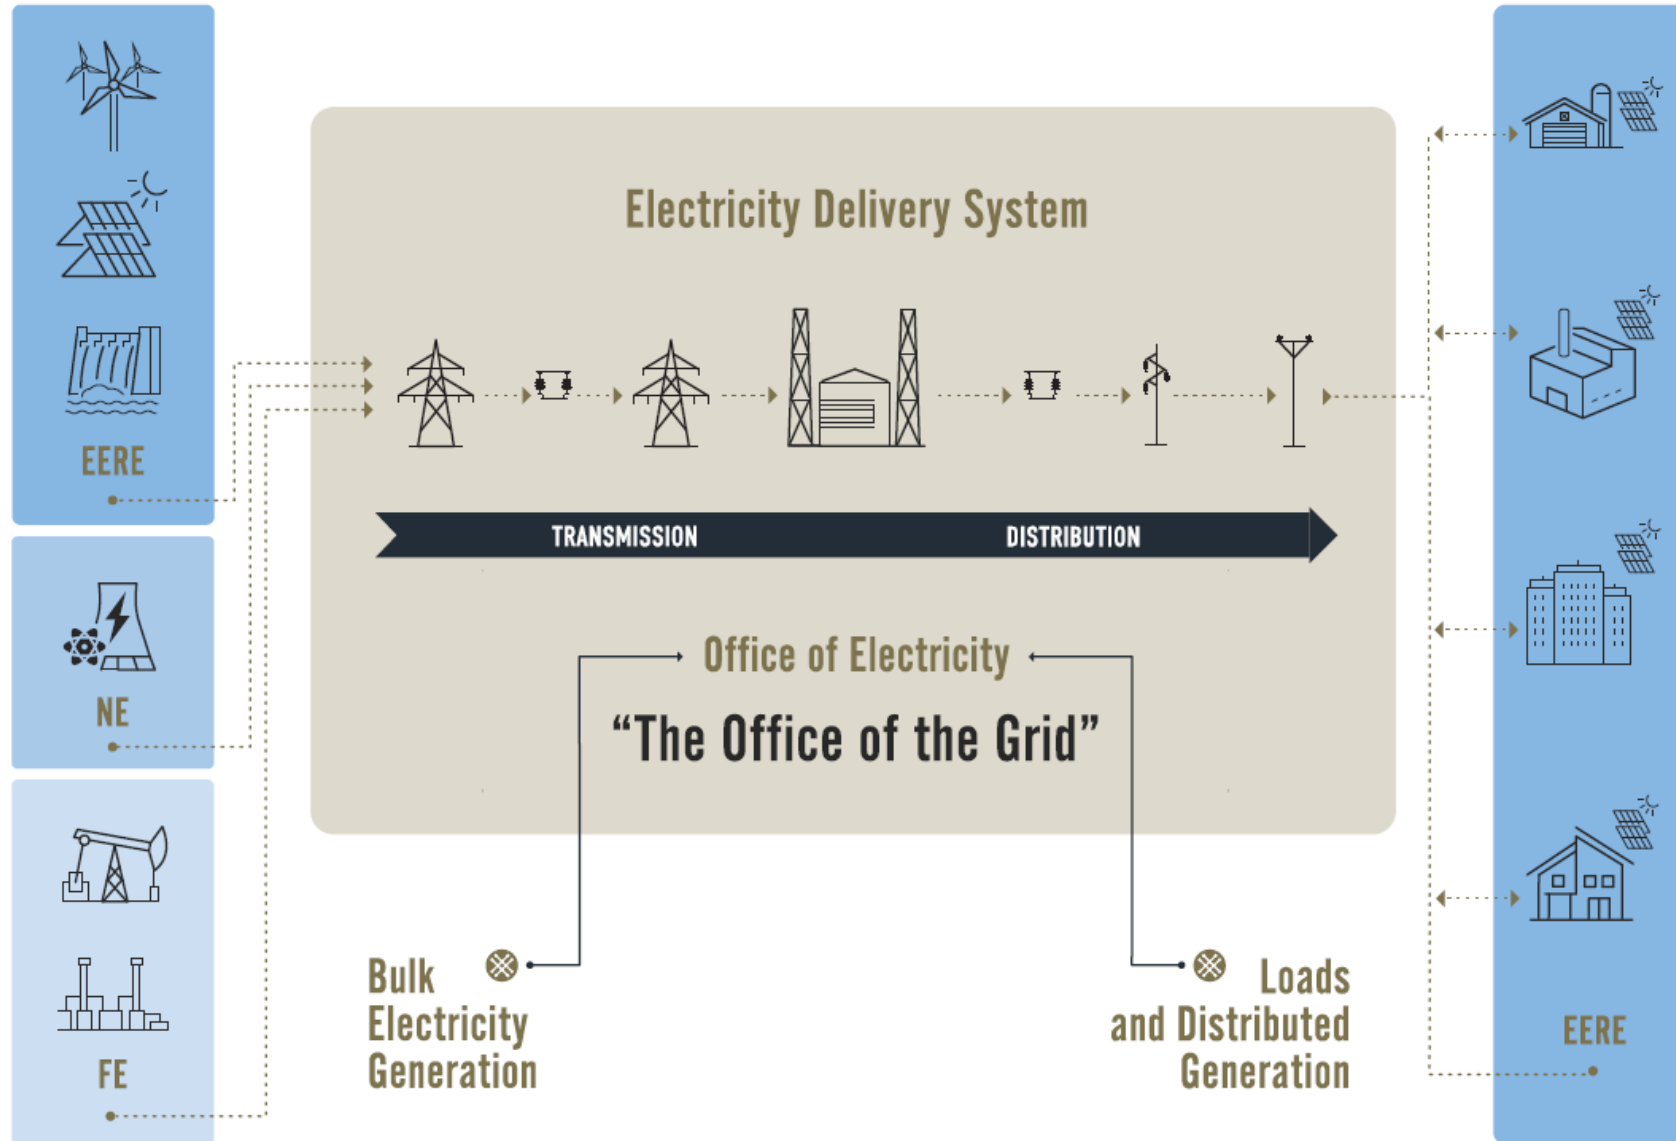 EERE
NE
FE
Electricity Delivery System
TRANSMISSION
DISTRIBUTION
Office of Electricity
“The Office of the Grid”
Bulk
Electricity
Generation
Loads
and Distributed
Generation
EERE